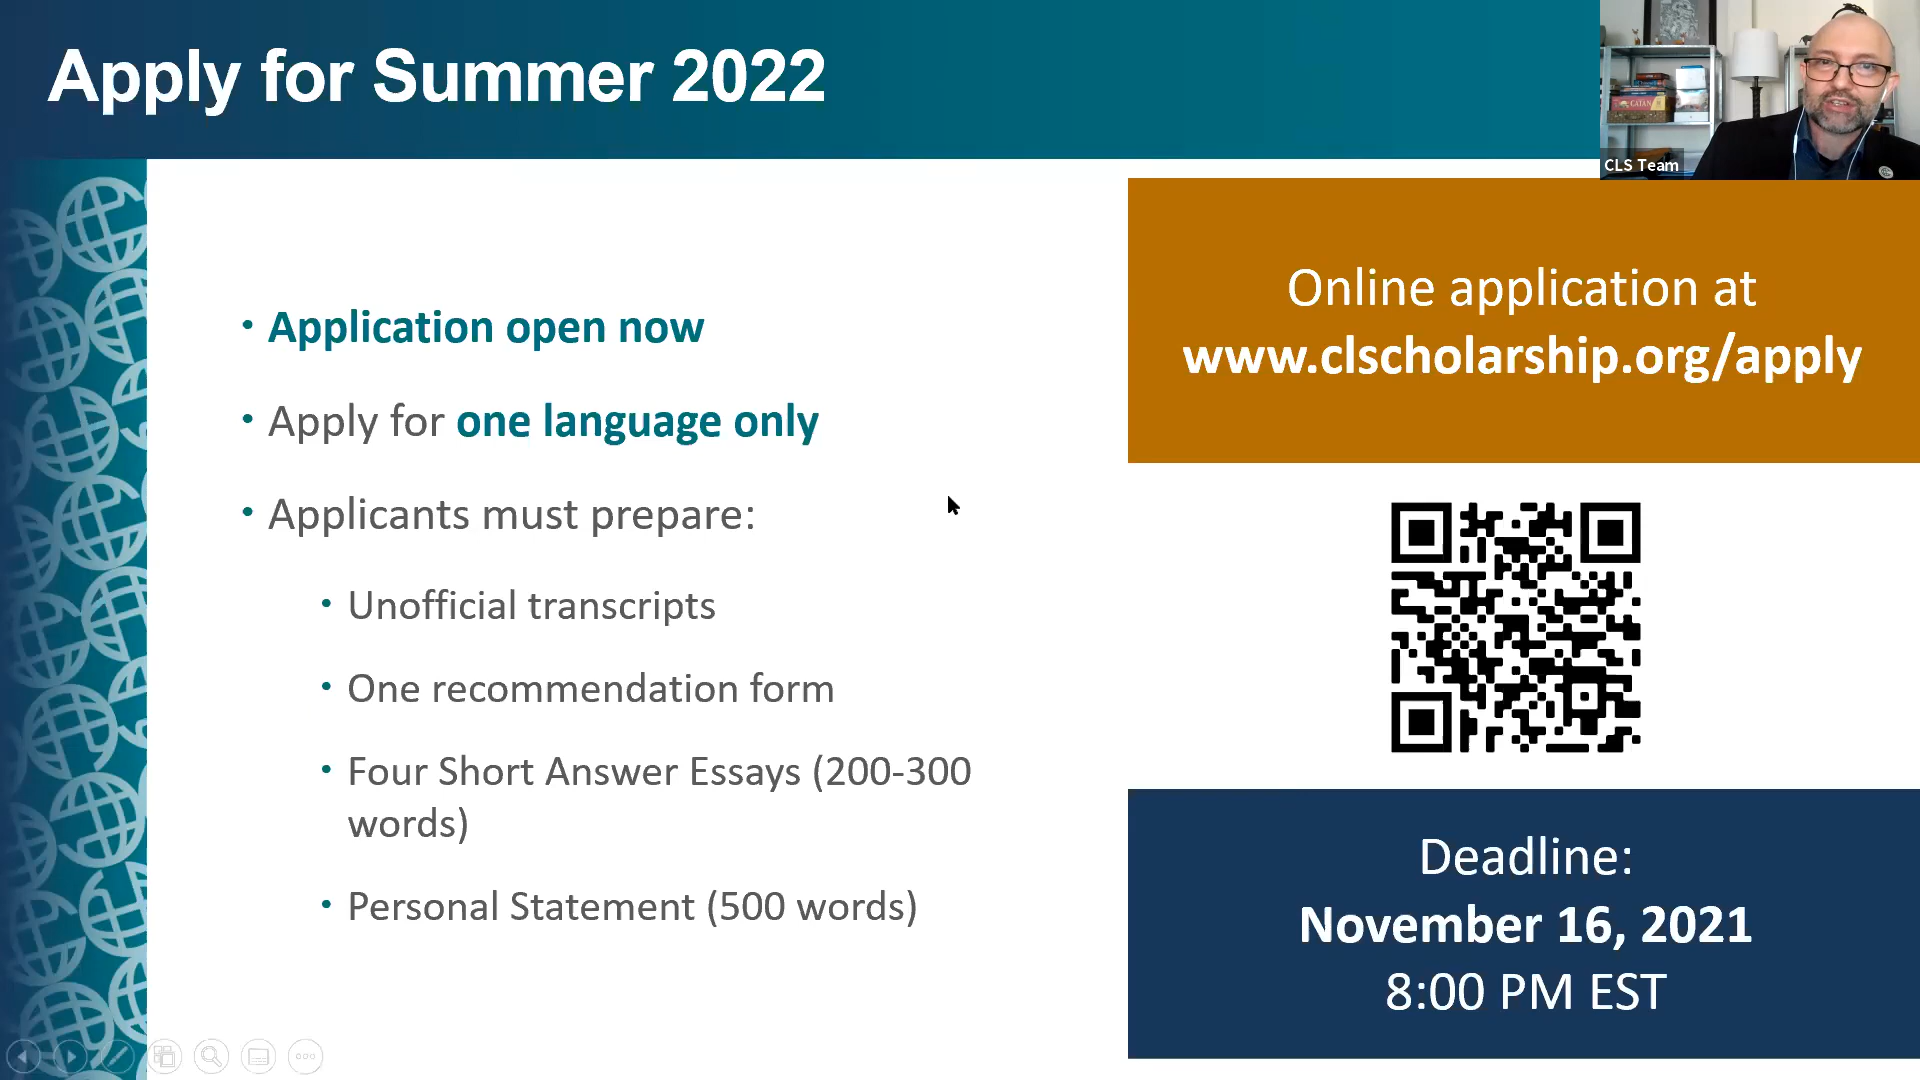 Apply for Summer 2022
CATAN
CLS Team
• Application open now
• Apply for one language only
• Applicants must prepare:
• Unofficial transcripts
• One recommendation form
• Four Short Answer Essays (200-300
words)
• Personal Statement (500 words)
Online application at
www.clscholarship.org/apply
Deadline:
November 16, 2021
8:00 PM EST